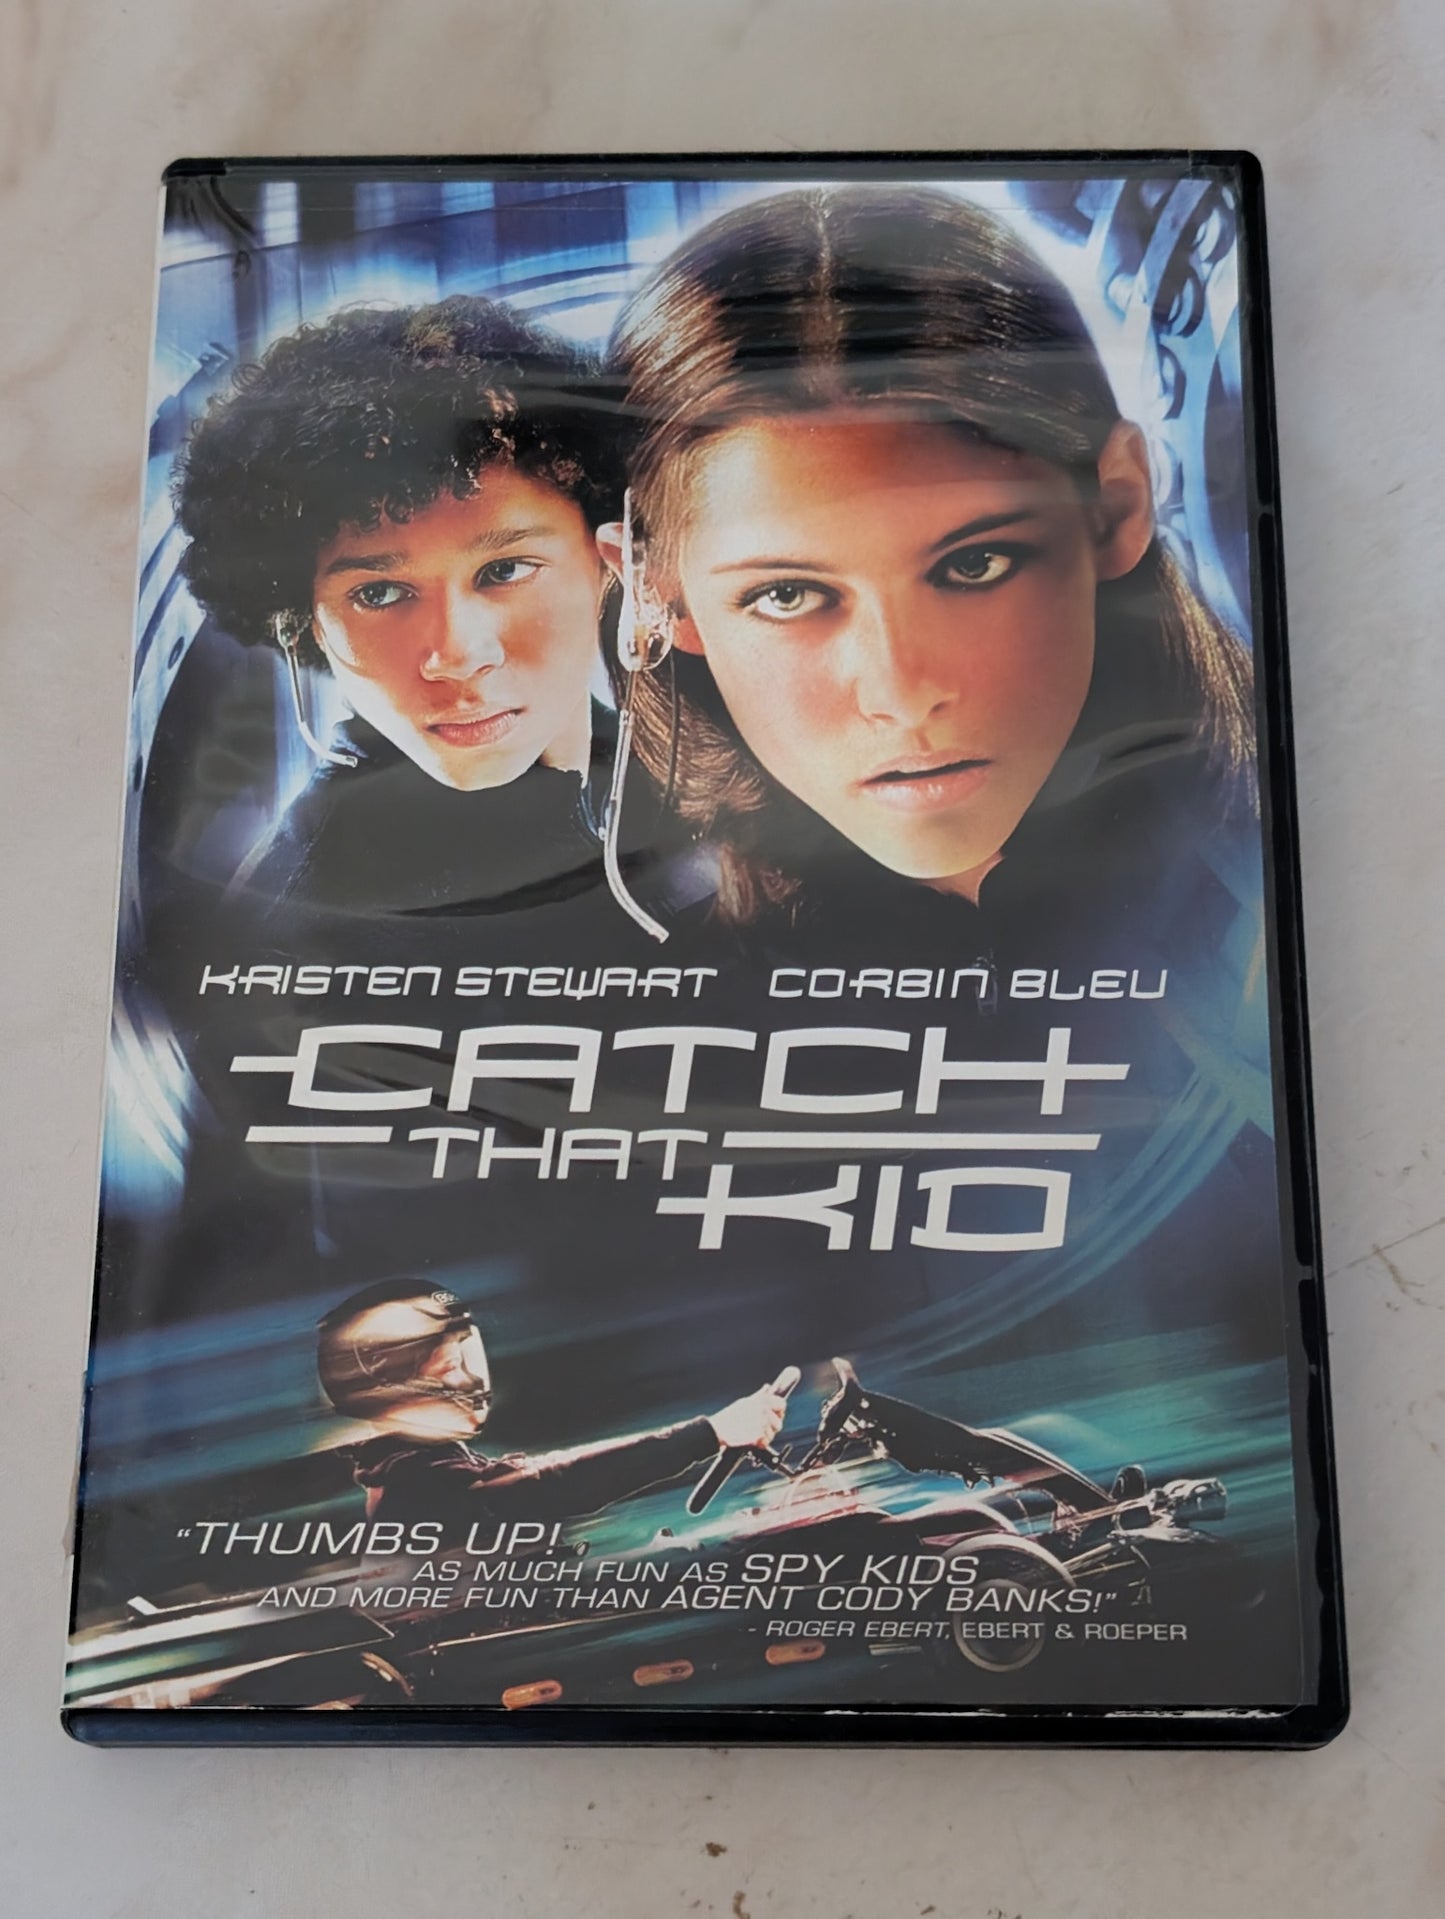 KRISTEN STEWART CORBIN BLEU
CATCH
THAT
KID
"THUMBS UP!
AS MUCH FUN AS SPY KIDS
AND MORE FUN THAN AGENT CODY BANKS!"
- ROGER EBERT, EBERT & ROEPER